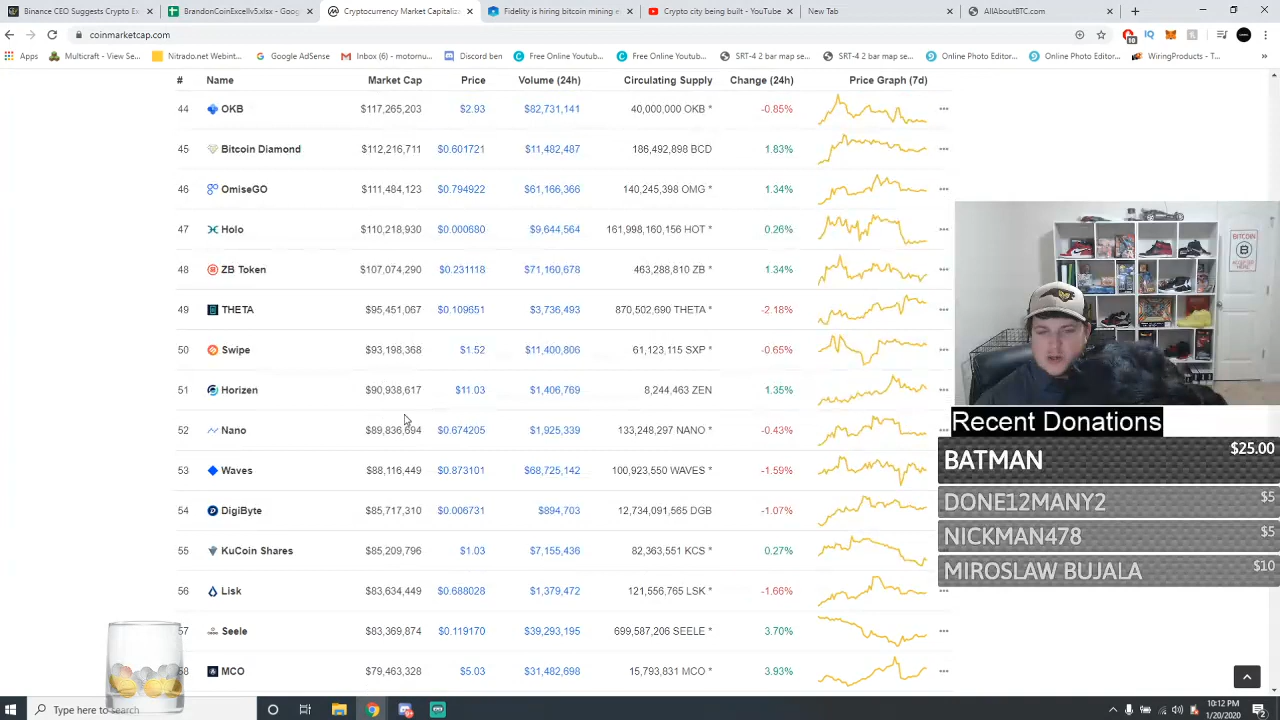 Binance CEO Suggests Crypto Ex
BrandonCoinExcellv5.xlsx - Goog
Cryptocurrency Market Capitaliz
Fidelity is hiring bitcoin mining e
Crypto city being built - YouTube
New Tab
AllAboutBTC.com
coinmarketcap.com
10
Apps
Multicraft - View Se...
Nitrado.net Webint...
Google AdSense
Inbox (6) - motornu...
Discord ben
Free Online Youtub...
Free Online Youtub...
SRT-4 2 bar map se...
SRT-4 2 bar map se...
Online Photo Editor...
Online Photo Editor...
WiringProducts - T...
# Name Market Cap Price Volume (24h) Circulating Supply Change (24h) Price Graph (7d)
44 OKB $117,265,203 $2.93 $82,731,141 OKB * -0.85%
45 Bitcoin Diamond $112,216,711 $0.601721 $11,482,487 186,492,898 BCD 1.83%
46 OmiseGO $111,484,123 $0.794922 $61,166,366 140,245,398 OMG * 1.34%
47 Holo $110,218,930 $9,644,564 161,998,160,156 HOT * 0.26%
48 ZB Token $107,074,290 $0.231118 $71,160,678 463,288,810 ZB * 1.34%
49 THETA $95,451,067 $0.109651 $3,736,493 870,502,690 THETA * -2.18%
50 Swipe $93,198,368 $1.52 $11,400,806 61,123,115 SXP * -0.65%
51 Horizen $90,938,617 $11.03 $1,406,769 8,244,463 ZEN 1.35%
Nano $0.674205 $1,925,339 133,248,297 NANO * -0.43%
53 Waves $88,116,449 $0.873101 $68,725,142 WAVES * -1.59%
54 DigiByte $85,717,310 $0.006731 $894,703 12,734,091,565 DGB -1.07%
55 KuCoin Shares $85,209,796 $1.03 $7,155,436 82,363,551 KCS * 0.27%
56 Lisk $83,634,449 $0.688028 $1,379,472 121,556,765 LSK * -1.66%
57 Seele $83,369,874 $0.119170 $39,293,195 699,587,206 SEELE * 3.70%
MCO $79,463,328 $5.03 $31,482,698 15,793,831 MCO * 3.93%
BITCOIN
B
ACCEPTED
HERE
Recent Donations
BATMAN $25.00
DONE12MANY2 $5
NICKMAN478 $5
MIROSLAW BUJALA $10
Type here to search
10:12 PM
1/20/2020
2